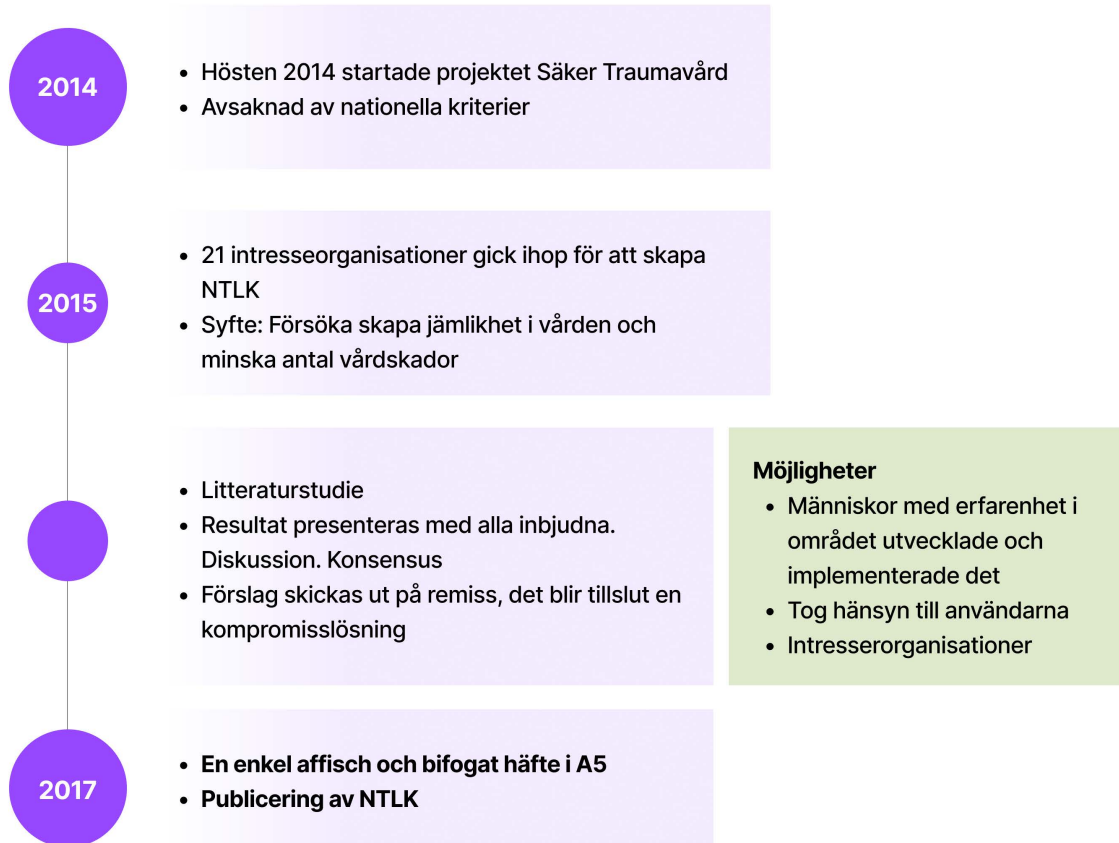 2014
• Hösten 2014 startade projektet Säker Traumavård
• Avsaknad av nationella kriterier
2015
• 21 intresseorganisationer gick ihop för att skapa
NTLK
• Syfte: Försöka skapa jämlikhet i vården och
minska antal vårdskador
• Litteraturstudie
• Resultat presenteras med alla inbjudna.
Diskussion. Konsensus
• Förslag skickas ut på remiss, det blir tillslut en
kompromisslösning
Möjligheter
• Människor med erfarenhet i
området utvecklade och
implementerade det
• Tog hänsyn till användarna
• Intresserorganisationer
2017
• En enkel affisch och bifogat häfte i A5
• Publicering av NTLK